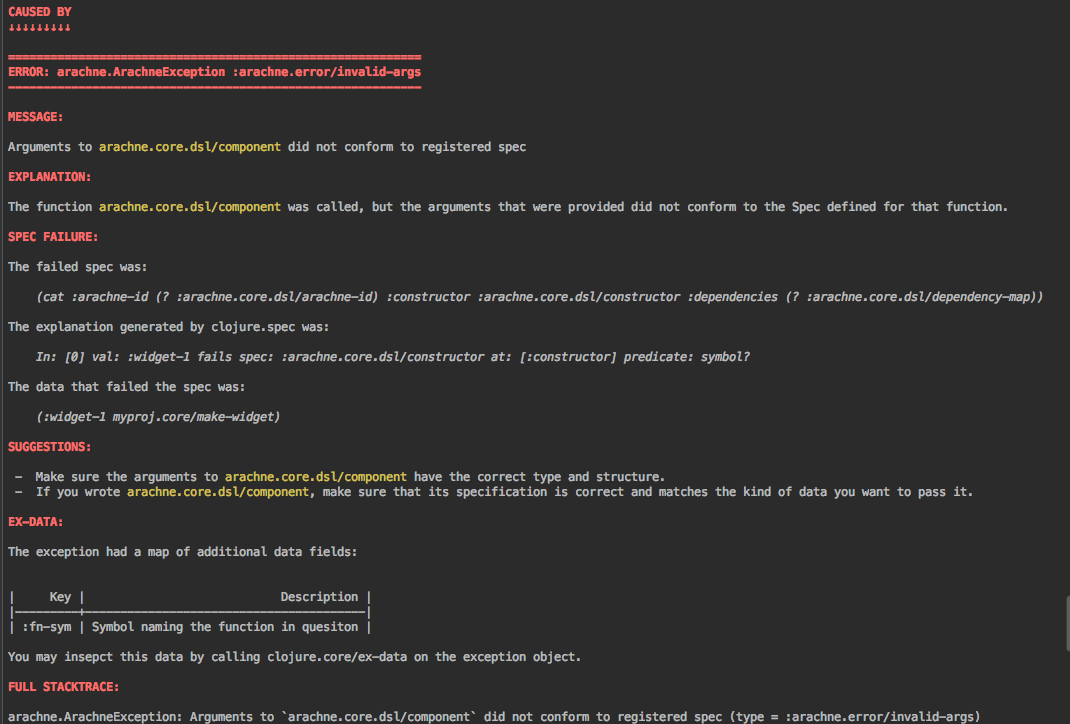 CAUSED BY
↓↓↓↓↓↓↓↓↓
=======================================================
ERROR: arachne.ArachneException :arachne.error/invalid-args
=======================================================
MESSAGE:
Arguments to arachne.core.dsl/component did not conform to registered spec
EXPLANATION:
The function arachne.core.dsl/component was called, but the arguments that were provided did not conform to the Spec defined for that function.
SPEC FAILURE:
The failed spec was:
(cat :arachne-id (? :arachne.core.dsl/arachne-id) :constructor :arachne.core.dsl/constructor :dependencies (? :arachne.core.dsl/dependency-map))
The explanation generated by clojure.spec was:
In: [0] val: :widget-1 fails spec: :arachne.core.dsl/constructor at: [:constructor] predicate: symbol?
The data that failed the spec was:
(:widget-1 myproj.core/make-widget)
SUGGESTIONS:
- Make sure the arguments to arachne.core.dsl/component have the correct type and structure.
- If you wrote arachne.core.dsl/component, make sure that its specification is correct and matches the kind of data you want to pass it.
EX-DATA:
The exception had a map of additional data fields:
| Key | Description |
|---------+----------------------------------------|
| :fn-sym | Symbol naming the function in quesiton |
You may insepct this data by calling clojure.core/ex-data on the exception object.
FULL STACKTRACE:
arachne.ArachneException: Arguments to `arachne.core.dsl/component` did not conform to registered spec (type = :arachne.error/invalid-args)